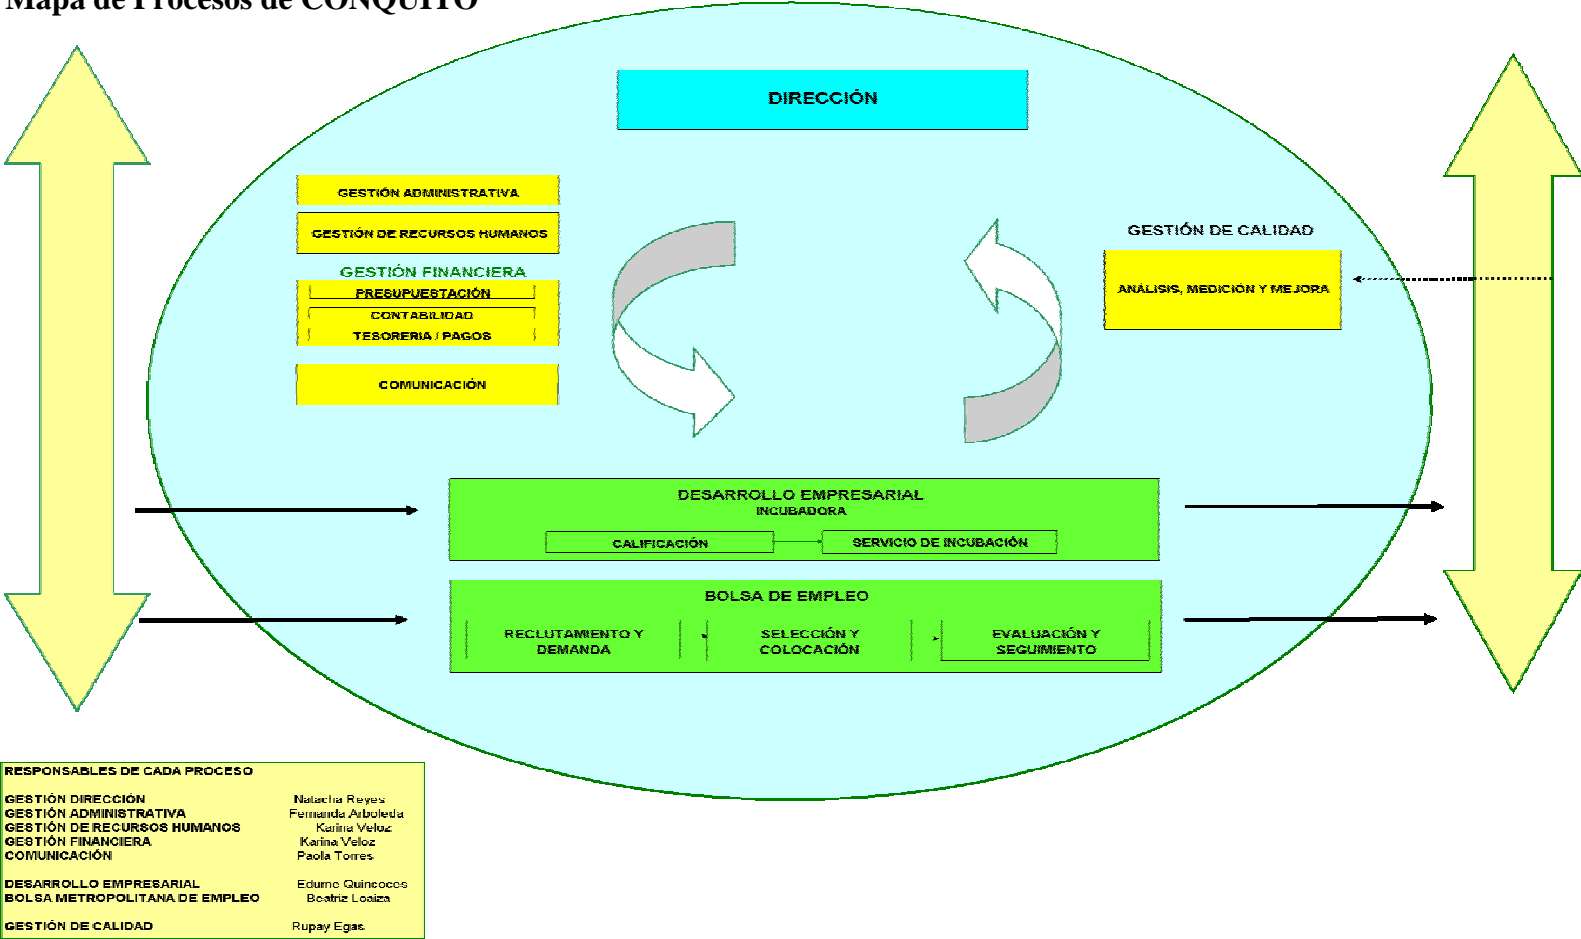 Mapa de Procesos de CONQUITO
DIRECCIÓN
GESTIÓN ADMINISTRATIVA
GESTIÓN DE RECURSOS HUMANOS
GESTIÓN FINANCIERA
PRESUPUESTACIÓN
CONTABILIDAD
TESORERIA / PAGOS
COMUNICACIÓN
GESTIÓN DE CALIDAD
ANÁLISIS, MEDICIÓN Y MEJORA
DESARROLLO EMPRESARIAL
INCUBADORA
CALIFICACIÓN
SERVICIO DE INCUBACIÓN
BOLSA DE EMPLEO
RECLUTAMIENTO Y
DEMANDA
SELECCIÓN Y
COLOCACIÓN
EVALUACIÓN Y
SEGUIMIENTO
RESPONSABLES DE CADA PROCESO
GESTIÓN DIRECCIÓN Natacha Reyes
GESTIÓN ADMINISTRATIVA Fernanda Arboleda
GESTIÓN DE RECURSOS HUMANOS Karina Veloz
GESTIÓN FINANCIERA Karina Veloz
COMUNICACIÓN Paola Torres
DESARROLLO EMPRESARIAL Edurne Quincoces
BOLSA METROPOLITANA DE EMPLEO Beatriz Loaiza
GESTIÓN DE CALIDAD Rupay Egas